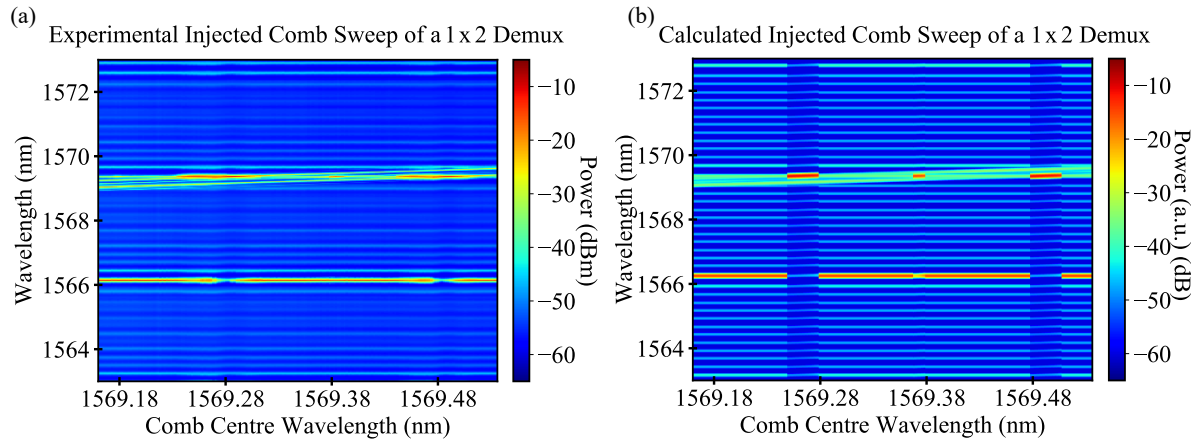 (a)
Experimental Injected Comb Sweep of a 1 x 2 Demux
Wavelength (nm)
1572
1570
1568
1566
1564
1569.18 1569.28 1569.38 1569.48
Comb Centre Wavelength (nm)
−10
−20
−30
−40
−50
−60
Power (dBm)
(b)
Calculated Injected Comb Sweep of a 1 x 2 Demux
Wavelength (nm)
1572
1570
1568
1566
1564
1569.18 1569.28 1569.38 1569.48
Comb Centre Wavelength (nm)
−10
−20
−30
−40
−50
−60
Power (a.u.) (dB)